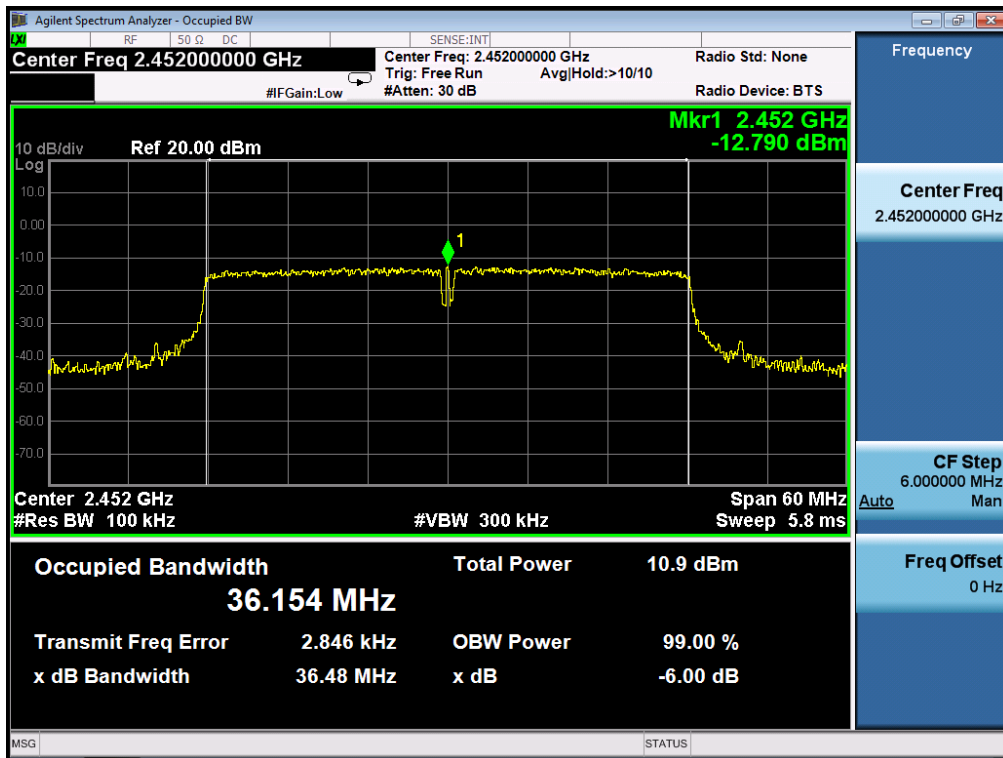 Agilent Spectrum Analyzer - Occupied BW
LXI RF 50 Ω DC SENSE:INT
Center Freq 2.452000000 GHz
Center Freq: 2.452000000 GHz Radio Std: None
Trig: Free Run Avg|Hold:>10/10
#IFGain:Low #Atten: 30 dB Radio Device: BTS
Mkr1 2.452 GHz
10 dB/div Ref 20.00 dBm -12.790 dBm
Log
10.0
0.00
1
-10.0
-20.0
-30.0
-40.0
-50.0
-60.0
-70.0
Center 2.452 GHz Span 60 MHz
#Res BW 100 kHz #VBW 300 kHz Sweep 5.8 ms
Occupied Bandwidth Total Power 10.9 dBm
36.154 MHz
Transmit Freq Error 2.846 kHz OBW Power 99.00 %
x dB Bandwidth 36.48 MHz x dB -6.00 dB
MSG STATUS
Frequency
Center Freq
2.452000000 GHz
CF Step
6.000000 MHz
Auto Man
Freq Offset
0 Hz